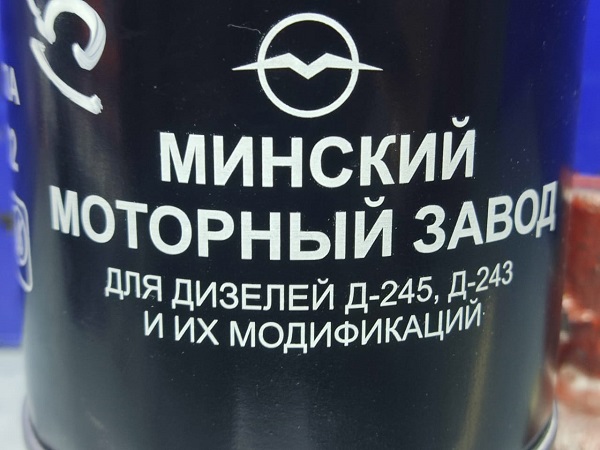 МИНСКИЙ
МОТОРНЫЙ ЗАВОД
ДЛЯ ДИЗЕЛЕЙ Д-245, Д-243
И ИХ МОДИФИКАЦИЙ